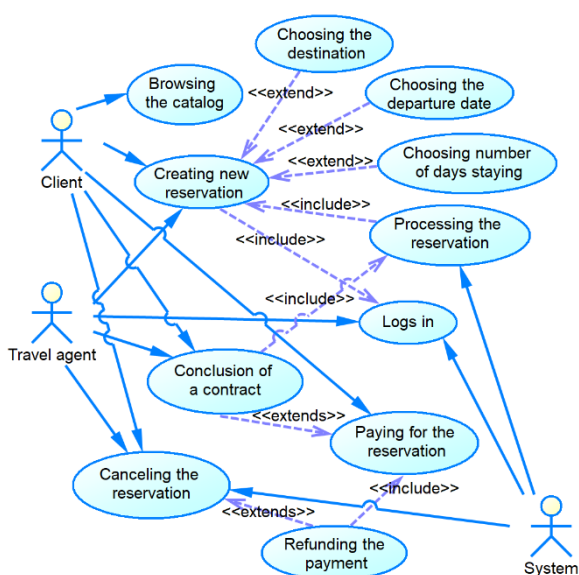 Choosing the
destination
Browsing
the catalog
<<extend>>
Choosing the
departure date
<<extend>>
Client
Creating new
reservation
<<extend>>
Choosing number
of days staying
<<include>>
Processing the
reservation
<<include>>
<<include>>
Travel agent
Logs in
Conclusion of
a contract
<<extends>>
Paying for the
reservation
Canceling the
reservation
<<include>>
<<extends>>
Refunding the
payment
System